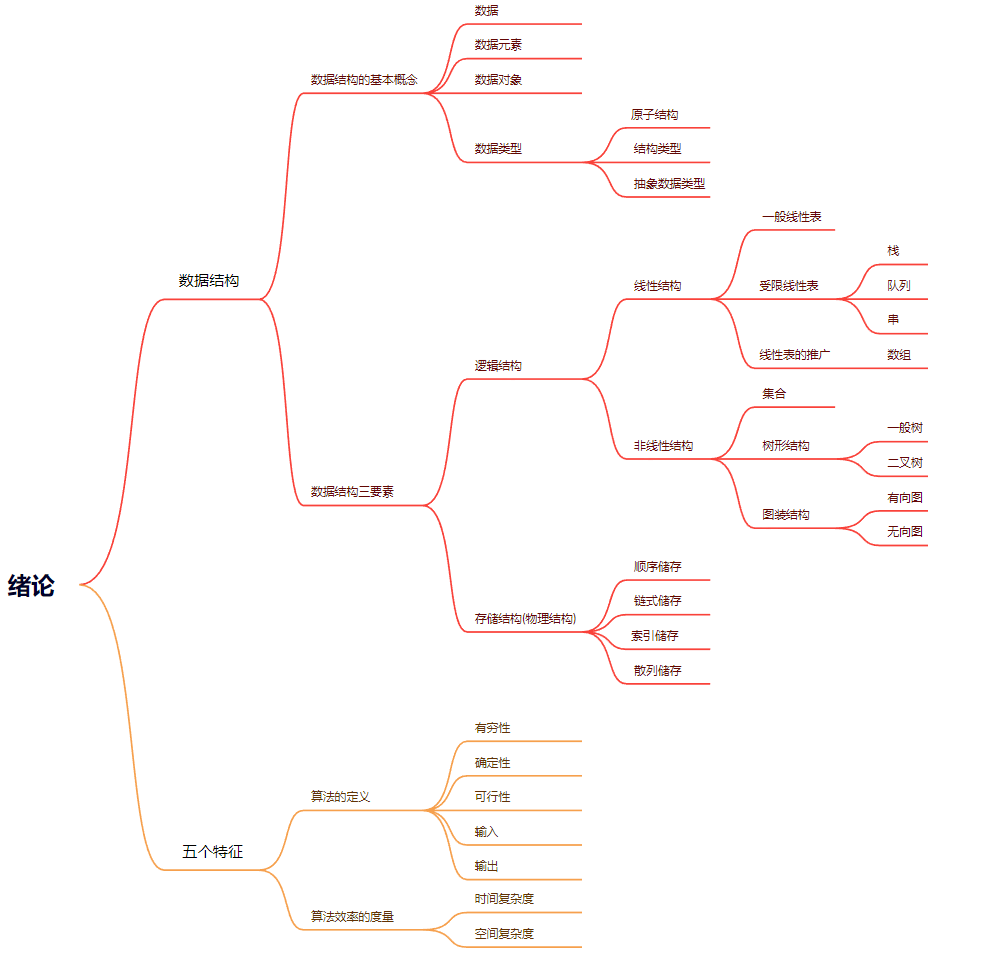 绪论
数据结构
数据结构的基本概念
数据
数据元素
数据对象
数据类型
原子结构
结构类型
抽象数据类型
数据结构三要素
逻辑结构
线性结构
一般线性表
受限线性表
栈
队列
串
线性表的推广
数组
非线性结构
集合
树形结构
一般树
二叉树
图装结构
有向图
无向图
存储结构(物理结构)
顺序储存
链式储存
索引储存
散列储存
五个特征
算法的定义
有穷性
确定性
可行性
输入
输出
算法效率的度量
时间复杂度
空间复杂度